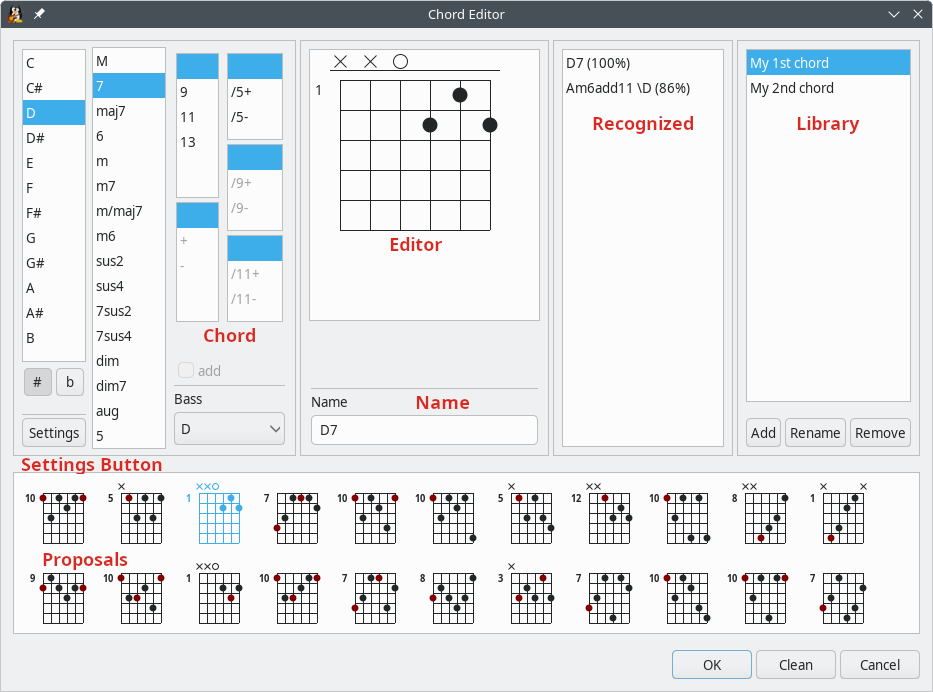 Chord Editor
C
C#
D
D#
E
F
F#
G
G#
A
A#
B
# b
Settings
M
7
maj7
6
m
m7
m/maj7
m6
sus2
sus4
7sus2
7sus4
dim
dim7
aug
5
9
11
13
+
-
/5+
/5-
/9+
/9-
/11+
/11-
Chord
add
Bass
D
1
Editor
Name
Name
D7
D7 (100%)
Am6add11 \D (86%)
Recognized
My 1st chord
My 2nd chord
Library
Add Rename Remove
Settings Button
10 5 1 7 10 10 5 12 10 8 1
Proposals
9 10 1 10 7 8 3 7 10 10 7
OK Clean Cancel